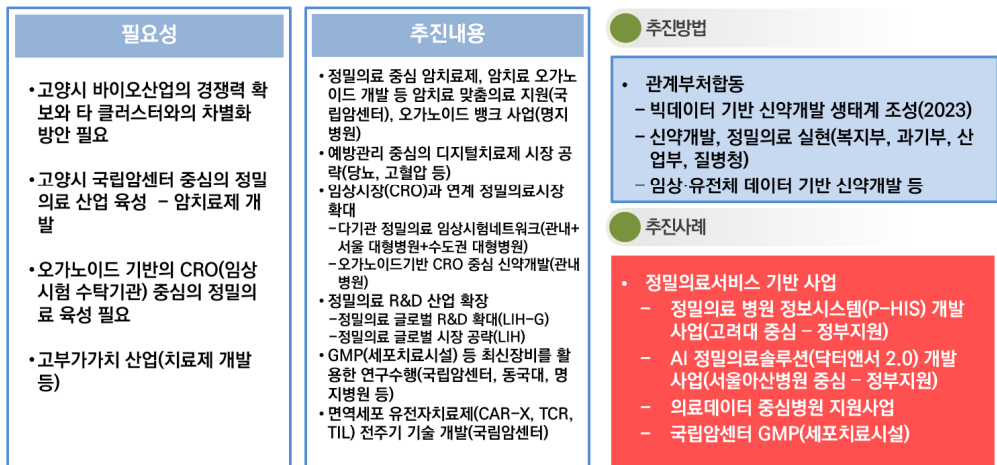 필요성
•고양시 바이오산업의 경쟁력 확
보와 타 클러스터와의 차별화
방안 필요
•고양시 국립암센터 중심의 정밀
의료 산업 육성 – 암치료제 개
발
•오가노이드 기반의 CRO(임상
시험 수탁기관) 중심의 정밀의
료 육성 필요
•고부가가치 산업(치료제 개발
등)
추진내용
•정밀의료 중심 암치료제, 암치료 오가노
이드 개발 등 암치료 맞춤의료 지원(국
립암센터), 오가노이드 뱅크 사업(명지
병원)
•예방관리 중심의 디지털치료제 시장 공
략(당뇨, 고혈압 등)
•임상시장(CRO)과 연계 정밀의료시장
확대
–다기관 정밀의료 임상시험네트워크(관내+
서울 대형병원+수도권 대형병원)
–오가노이드기반 CRO 중심 신약개발(관내
병원)
•정밀의료 R&D 산업 확장
–정밀의료 글로벌 R&D 확대(LIH-G)
–정밀의료 글로벌 시장 공략(LIH)
•GMP(세포치료시설) 등 최신장비를 활
용한 연구수행(국립암센터, 동국대, 명
지병원 등)
•면역세포 유전자치료제(CAR-X, TCR,
TIL) 전주기 기술 개발(국림암센터)
추진방법
• 관계부처합동
– 빅데이터 기반 신약개발 생태계 조성(2023)
– 신약개발, 정밀의료 실현(복지부, 과기부, 산
업부, 질병청)
– 임상·유전체 데이터 기반 신약개발 등
추진사례
• 정밀의료서비스 기반 사업
– 정밀의료 병원 정보시스템(P-HIS) 개발
사업(고려대 중심 – 정부지원)
– AI 정밀의료솔루션(닥터앤서 2.0) 개발
사업(서울아산병원 중심 – 정부지원)
– 의료데이터 중심병원 지원사업
– 국립암센터 GMP(세포치료시설)